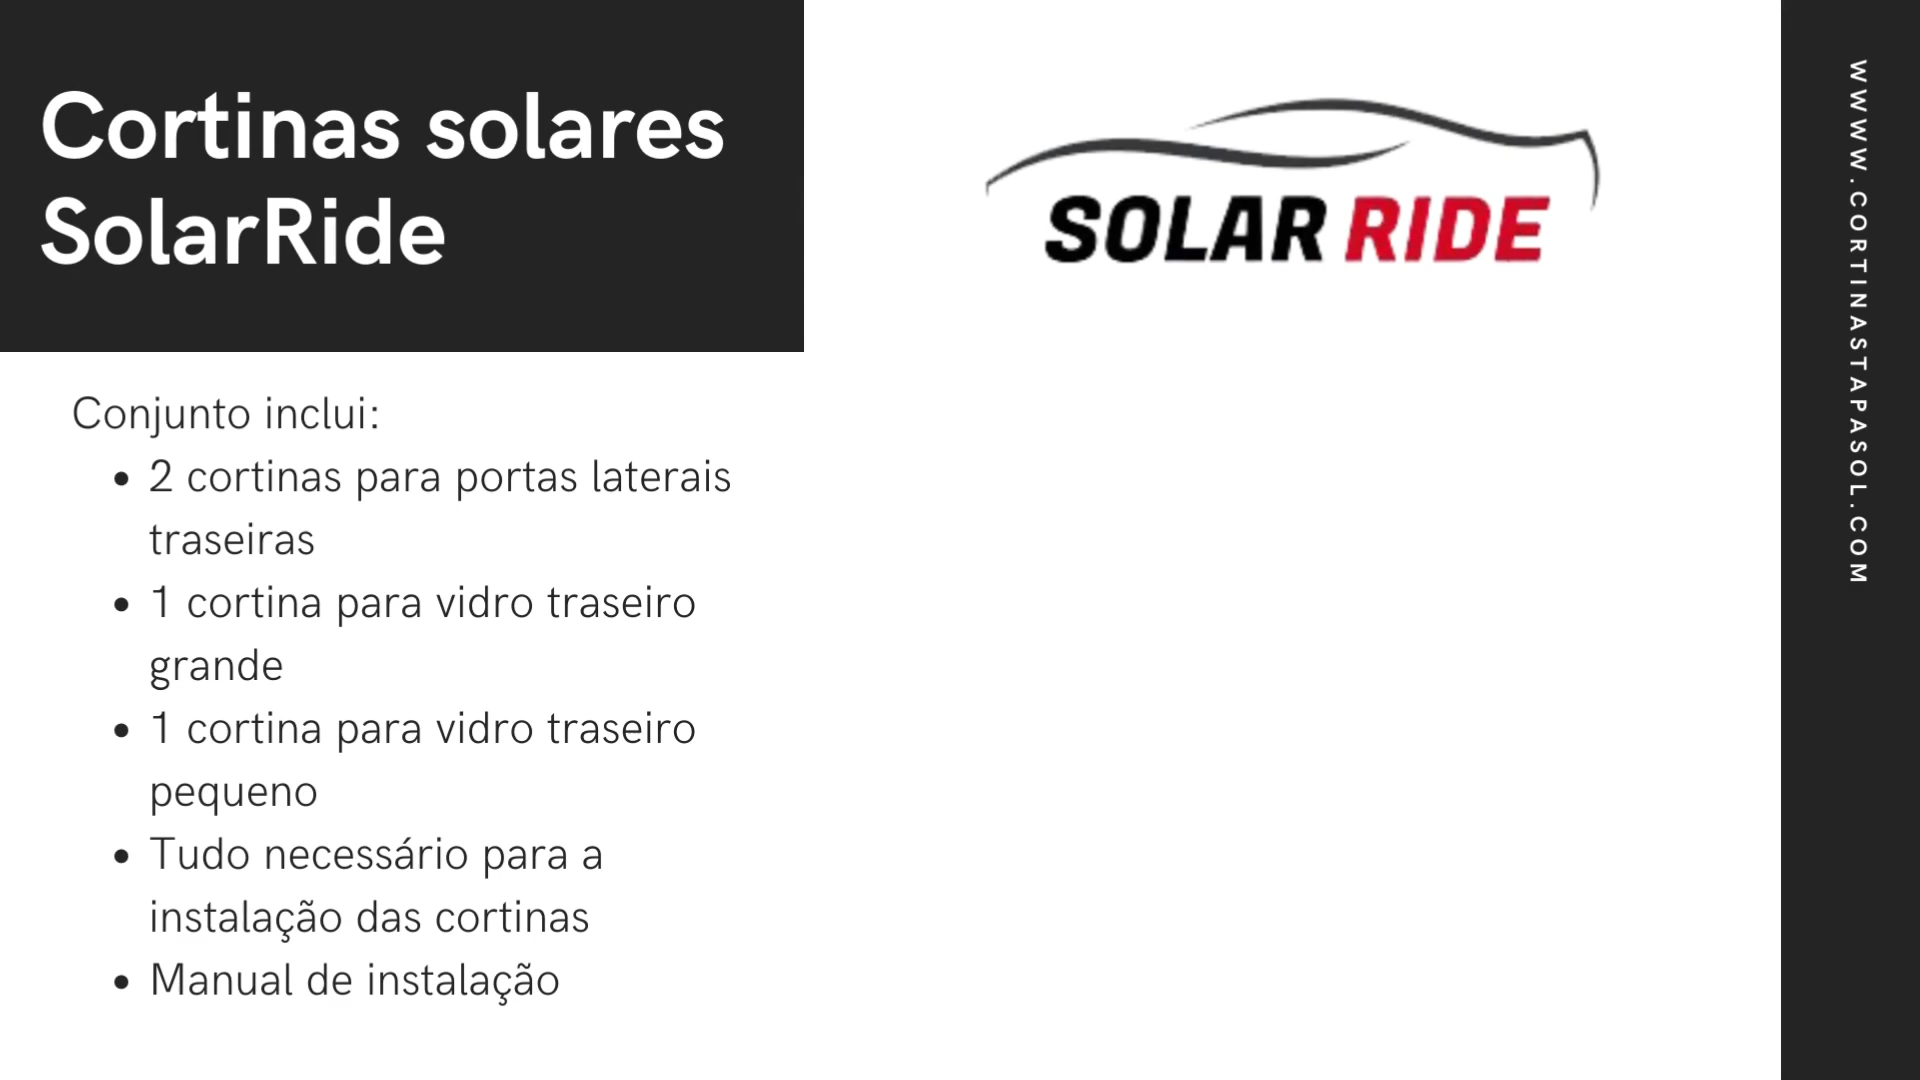 Cortinas solares
SolarRide
SOLAR RIDE
Conjunto inclui:
• 2 cortinas para portas laterais
traseiras
• 1 cortina para vidro traseiro
grande
• 1 cortina para vidro traseiro
pequeno
• Tudo necessário para a
instalação das cortinas
• Manual de instalação
WWWW.CORTINASTAPASOL.COM